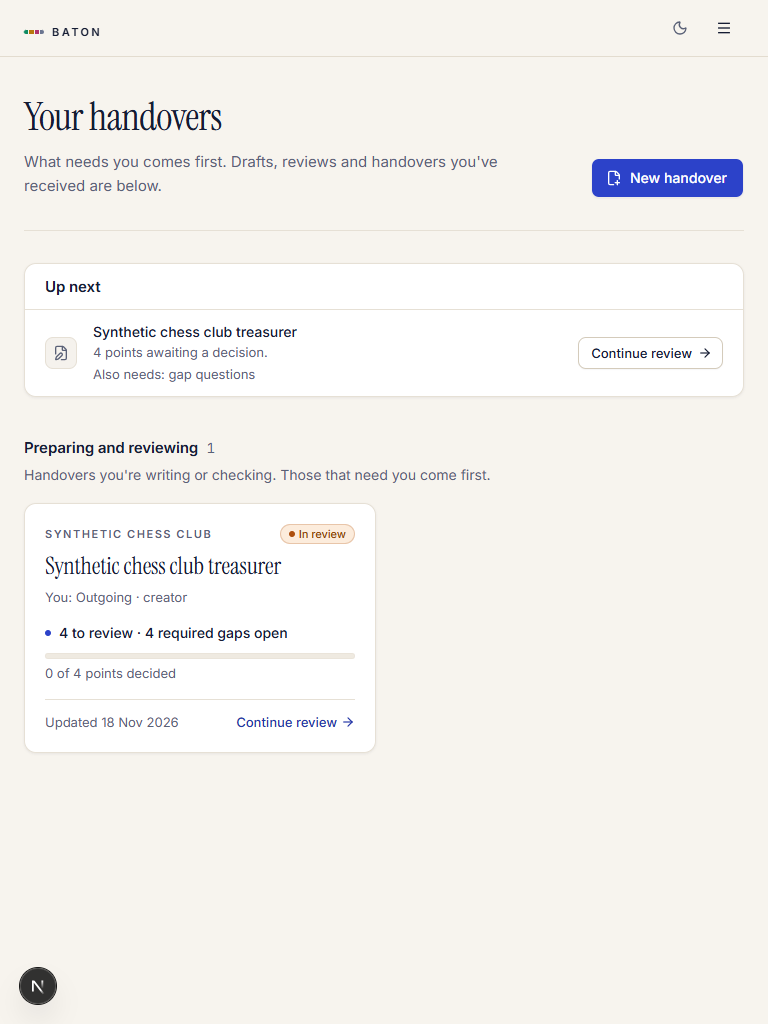 BATON
Your handovers
What needs you comes first. Drafts, reviews and handovers you've
received are below.
New handover
Up next
Synthetic chess club treasurer
4 points awaiting a decision.
Also needs: gap questions
Continue review
Preparing and reviewing 1
Handovers you're writing or checking. Those that need you come first.
SYNTHETIC CHESS CLUB
In review
Synthetic chess club treasurer
You: Outgoing · creator
4 to review · 4 required gaps open
0 of 4 points decided
Updated 18 Nov 2026
Continue review
N